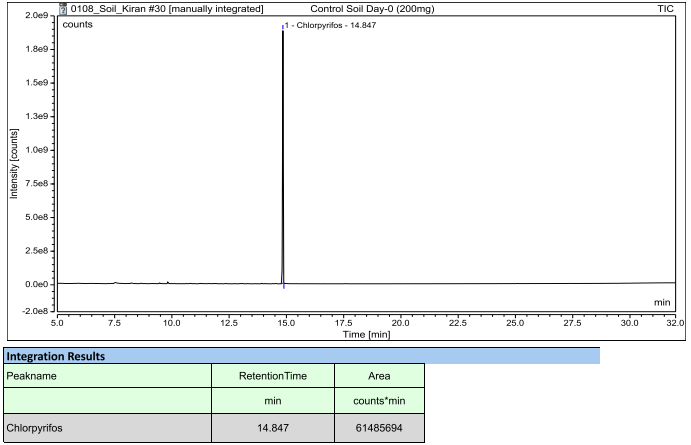 0108_Soil_Kiran #30 [manually integrated] Control Soil Day-0 (200mg) TIC
2.0e9
counts
1 - Chlorpyrifos - 14.847
1.8e9
1.5e9
1.3e9
1.0e9
7.5e8
5.0e8
2.5e8
0.0e0
-2.0e8
Intensity [counts]
min
5.0 7.5 10.0 12.5 15.0 17.5 20.0 22.5 25.0 27.5 30.0 32.0
Time [min]
Integration Results
Peakname RetentionTime Area
min counts*min
Chlorpyrifos 14.847 61485694